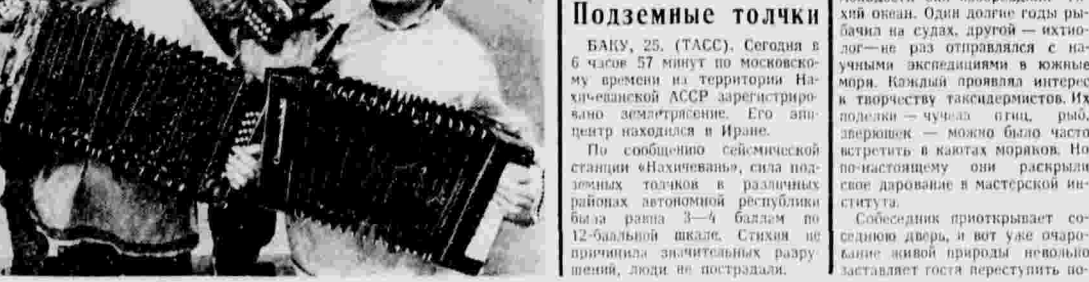 Подземные толчки
БАКУ, 25. (ТАСС). Сегодня в
6 часов 57 минут по московско-
му времени на территории На-
хичеванской АССР зарегистриро-
вано землетрясение. Его эпи-
центр находился в Иране.
По сообщению сейсмической
станции «Нахичевань», сила под-
земных толчков в различных
районах автономной республики
была равна 3—4 баллам по
12-балльной шкале. Стихия не
причинила значительных разру-
шений, люди не пострадали.
хий океан. Один долгие годы ры-
бачил на судах, другой — ихтио-
лог—не раз отправлялся с на-
учными экспедициями в южные
моря. Каждый проявлял интерес
к творчеству таксидермистов. Их
поделки — чучела птиц, рыб,
зверюшек — можно было часто
встретить в каютах моряков. Но
по-настоящему они раскрыли
свое дарование в мастерской ин-
ститута.
Собеседник приоткрывает со-
седнюю дверь, и вот уже очаро-
вание живой природы невольно
заставляет гостя переступить по-